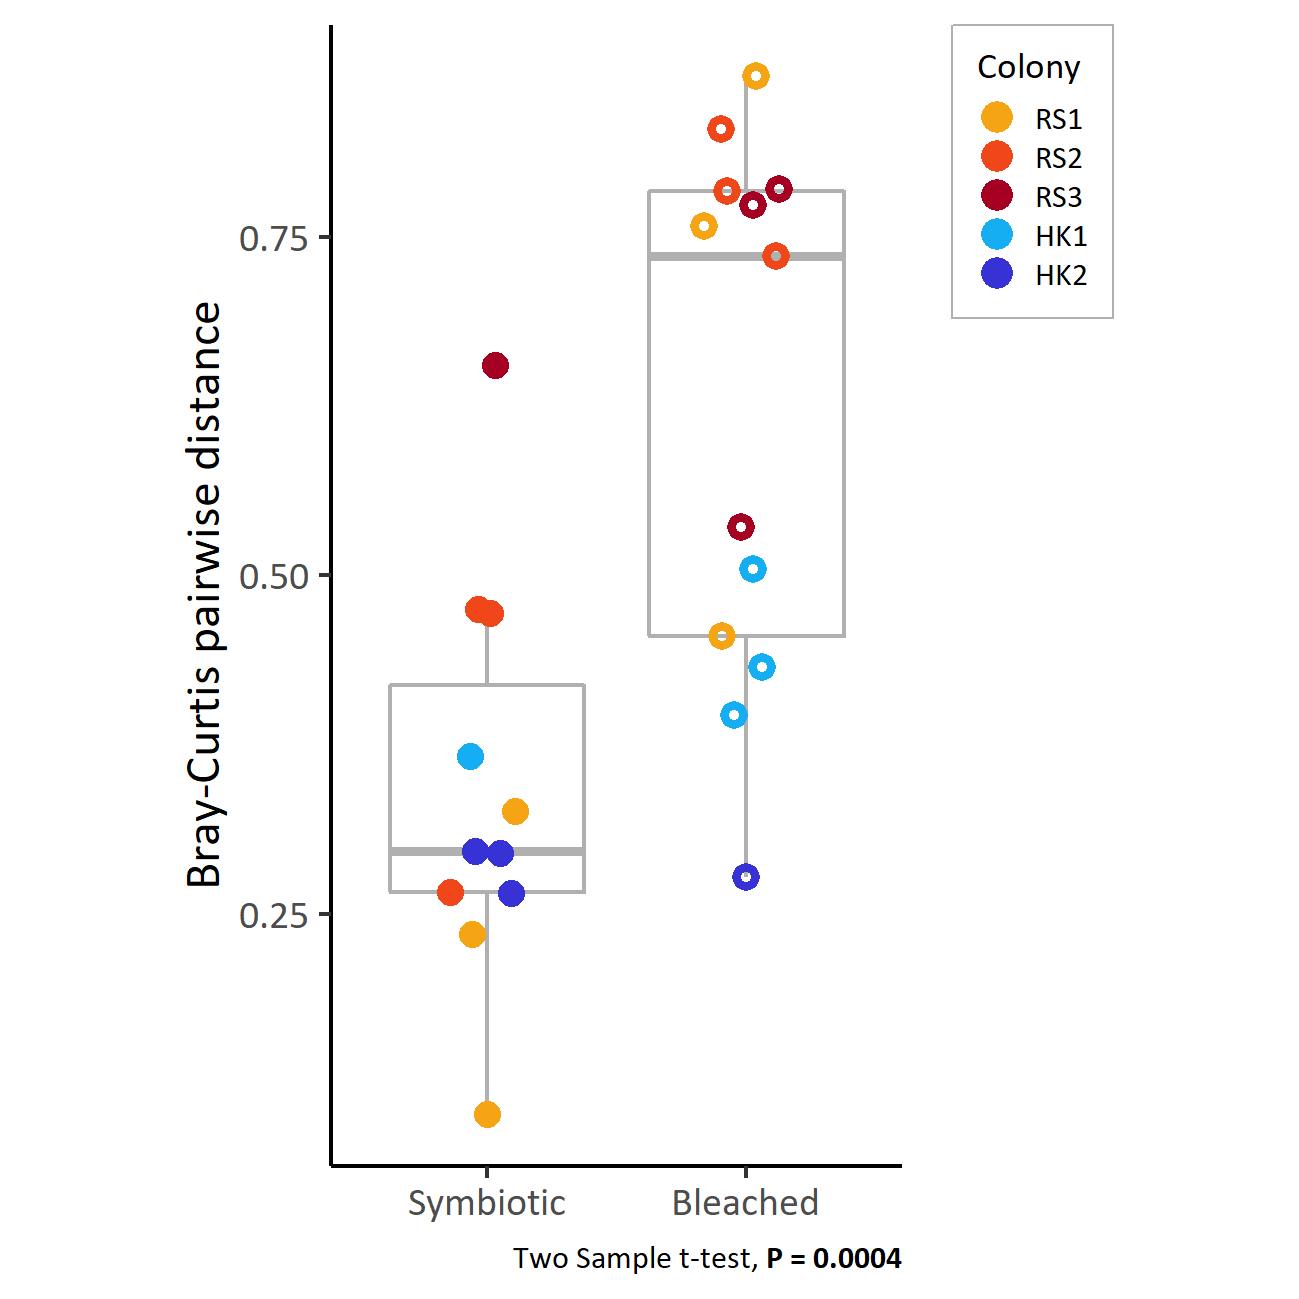 Bray-Curtis pairwise distance
0.75
0.50
0.25
Symbiotic
Bleached
Two Sample t-test, P = 0.0004
Colony
RS1
RS2
RS3
HK1
HK2